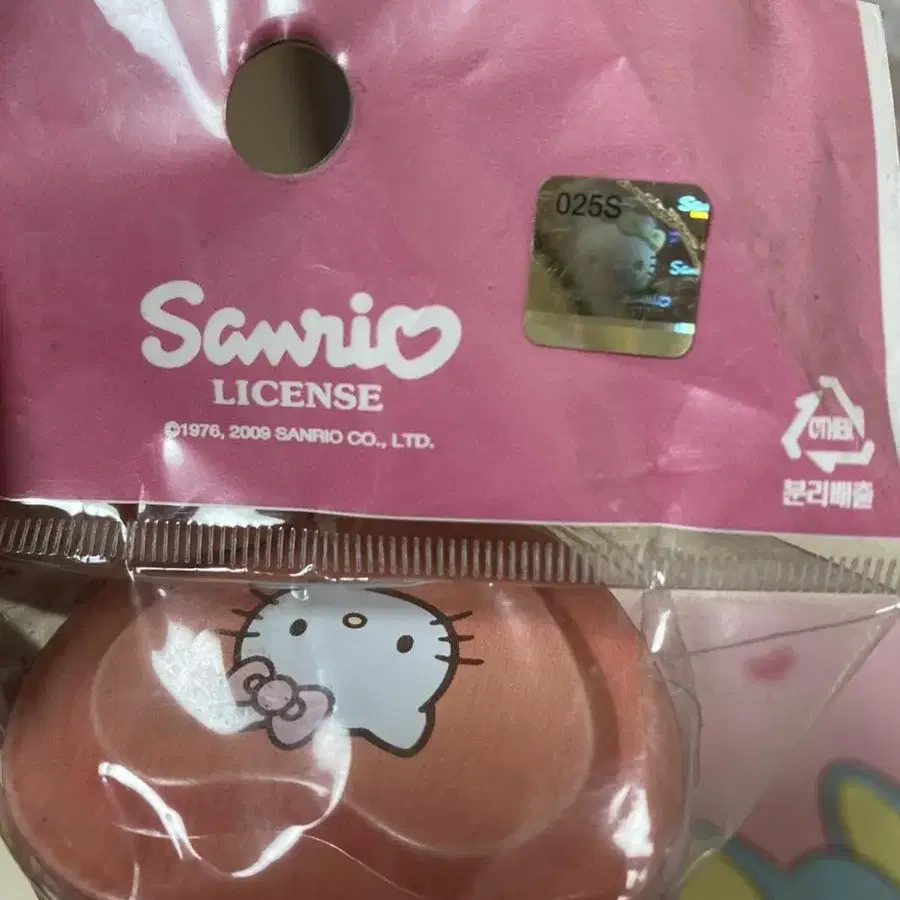 025S
Sanrio
LICENSE
©1976, 2009 SANRIO CO., LTD.
OTHER
분리배출